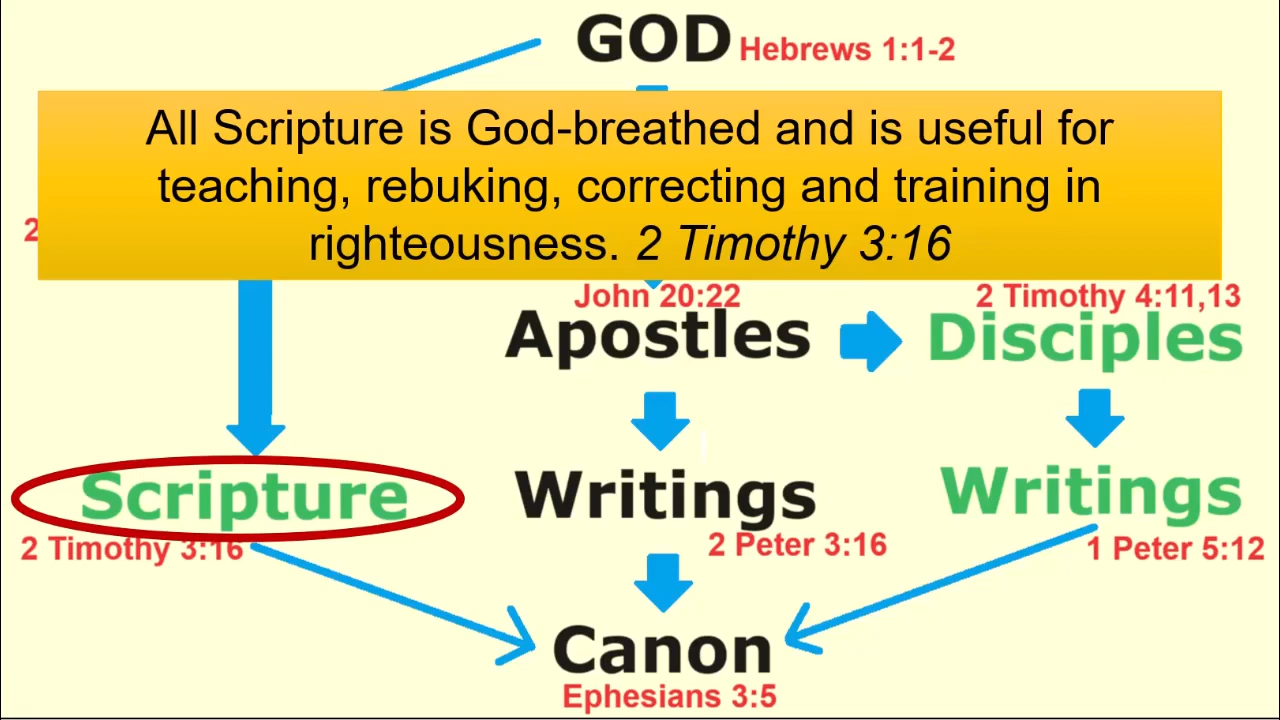 GOD Hebrews 1:1-2
All Scripture is God-breathed and is useful for
teaching, rebuking, correcting and training in
righteousness. 2 Timothy 3:16
2
John 20:22
2 Timothy 4:11,13
Apostles
Disciples
Scripture
Writings
Writings
2 Timothy 3:16
2 Peter 3:16
1 Peter 5:12
Canon
Ephesians 3:5